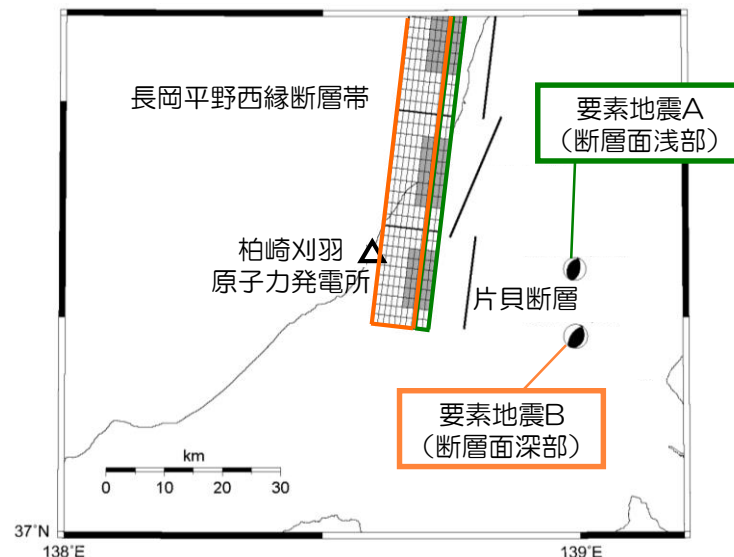 長岡平野西縁断層帯
要素地震A
(断層面浅部)
柏崎刈羽
原子力発電所
片貝断層
要素地震B
(断層面深部)
km
0 10 20 30
37°N
138°E
139°E